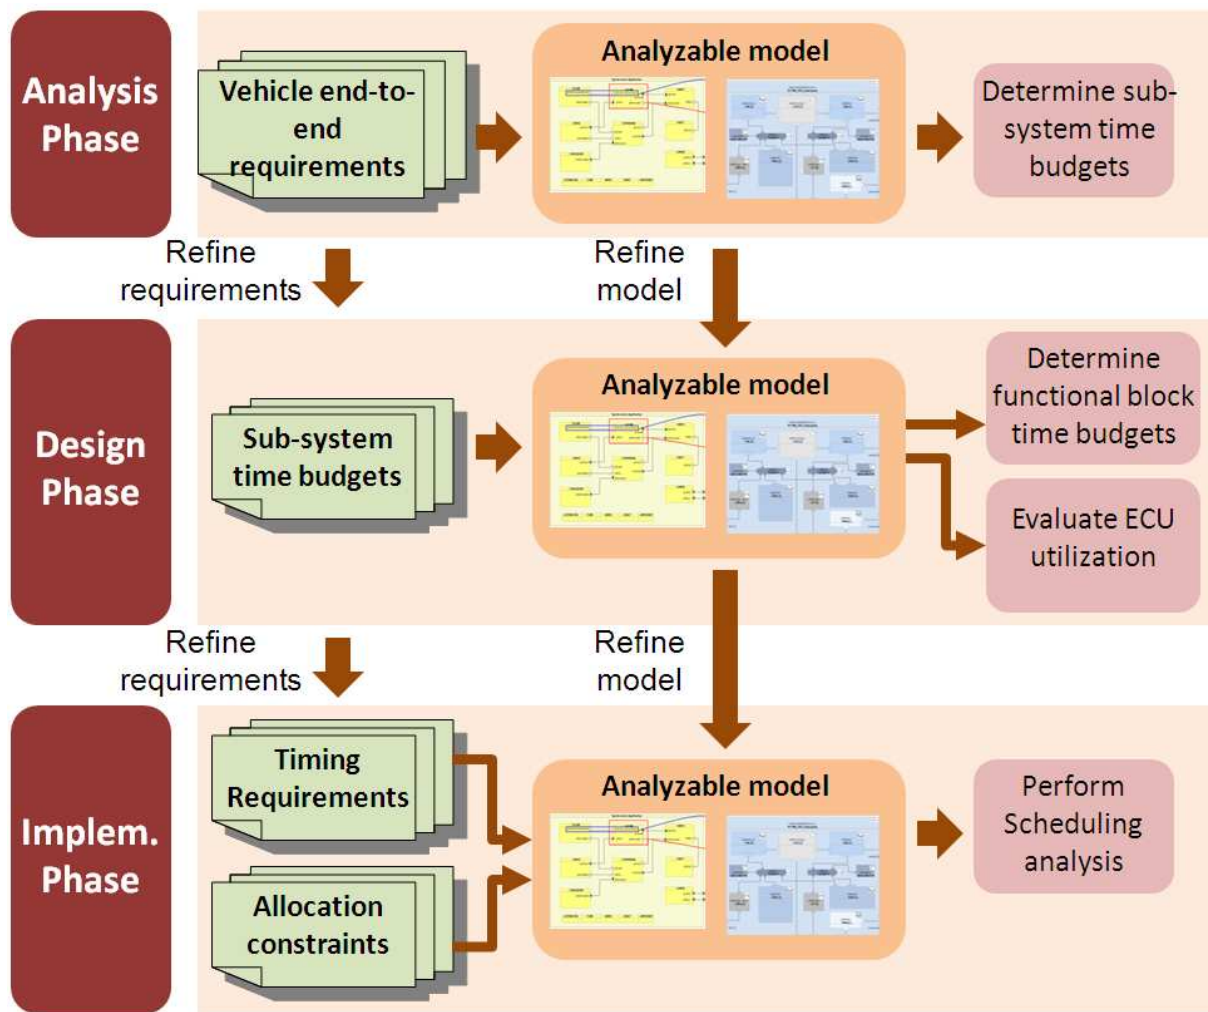 Analysis
Phase
Vehicle end-to-
end
requirements
Analyzable model
Determine sub-
system time
budgets
Refine
requirements
Refine
model
Design
Phase
Sub-system
time budgets
Analyzable model
Determine
functional block
time budgets
Evaluate ECU
utilization
Refine
requirements
Refine
model
Implem.
Phase
Timing
Requirements
Allocation
constraints
Analyzable model
Perform
Scheduling
analysis